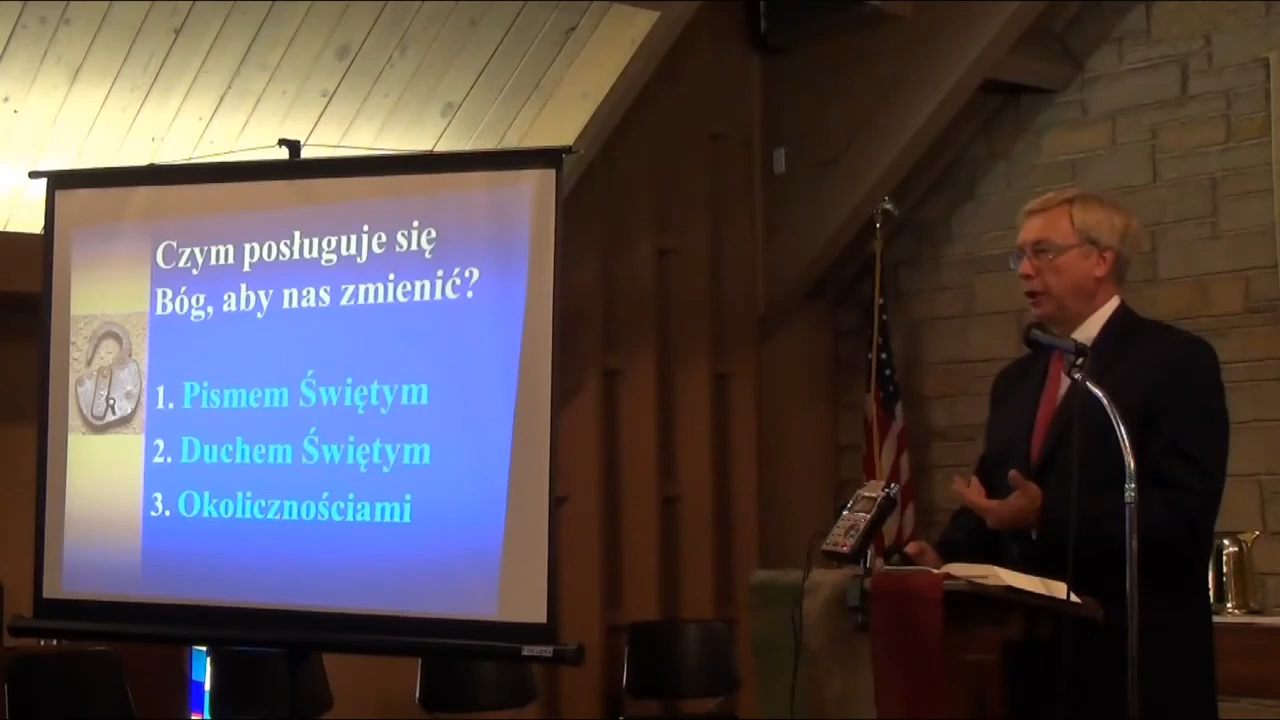 Czym posługuje się
Bóg, aby nas zmienić?
1. Pismem Świętym
2. Duchem Świętym
3. Okolicznościami